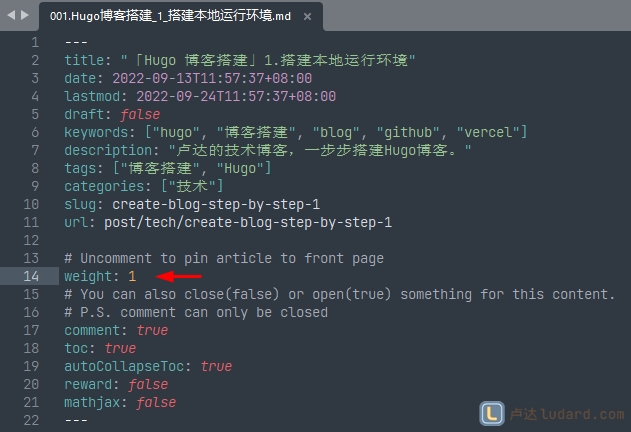 001.Hugo博客搭建_1_搭建本地运行环境.md ×
1 ---
2 title: "「Hugo 博客搭建」1.搭建本地运行环境"
3 date: 2022-09-13T11:57:37+08:00
4 lastmod: 2022-09-24T11:57:37+08:00
5 draft: false
6 keywords: ["hugo", "博客搭建", "blog", "github", "vercel"]
7 description: "卢达的技术博客，一步步搭建Hugo博客。"
8 tags: ["博客搭建", "Hugo"]
9 categories: ["技术"]
10 slug: create-blog-step-by-step-1
11 url: post/tech/create-blog-step-by-step-1
12
13 # Uncomment to pin article to front page
14 weight: 1
15 # You can also close(false) or open(true) something for this content.
16 # P.S. comment can only be closed
17 comment: true
18 toc: true
19 autoCollapseToc: true
20 reward: false
21 mathjax: false
22 ---
L 卢达 ludard.com